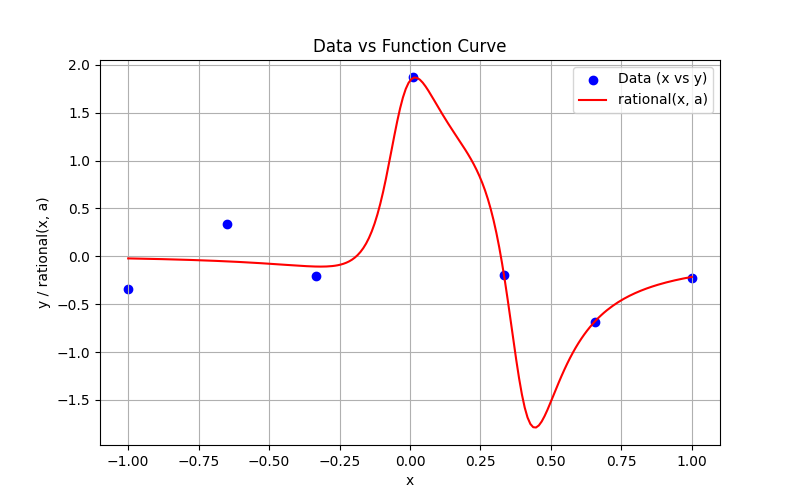 Data vs Function Curve
Data (x vs y)
rational(x, a)
y / rational(x, a)
2.0
1.5
1.0
0.5
0.0
−0.5
−1.0
−1.5
−1.00 −0.75 −0.50 −0.25 0.00 0.25 0.50 0.75 1.00
x